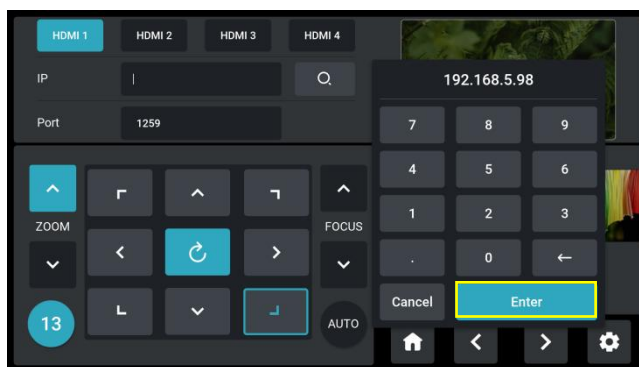 HDMI 1 HDMI 2 HDMI 3 HDMI 4
IP
Port 1259
192.168.5.98
7 8 9
4 5 6
1 2 3
. 0 ←
Cancel Enter
ZOOM
FOCUS
13
AUTO